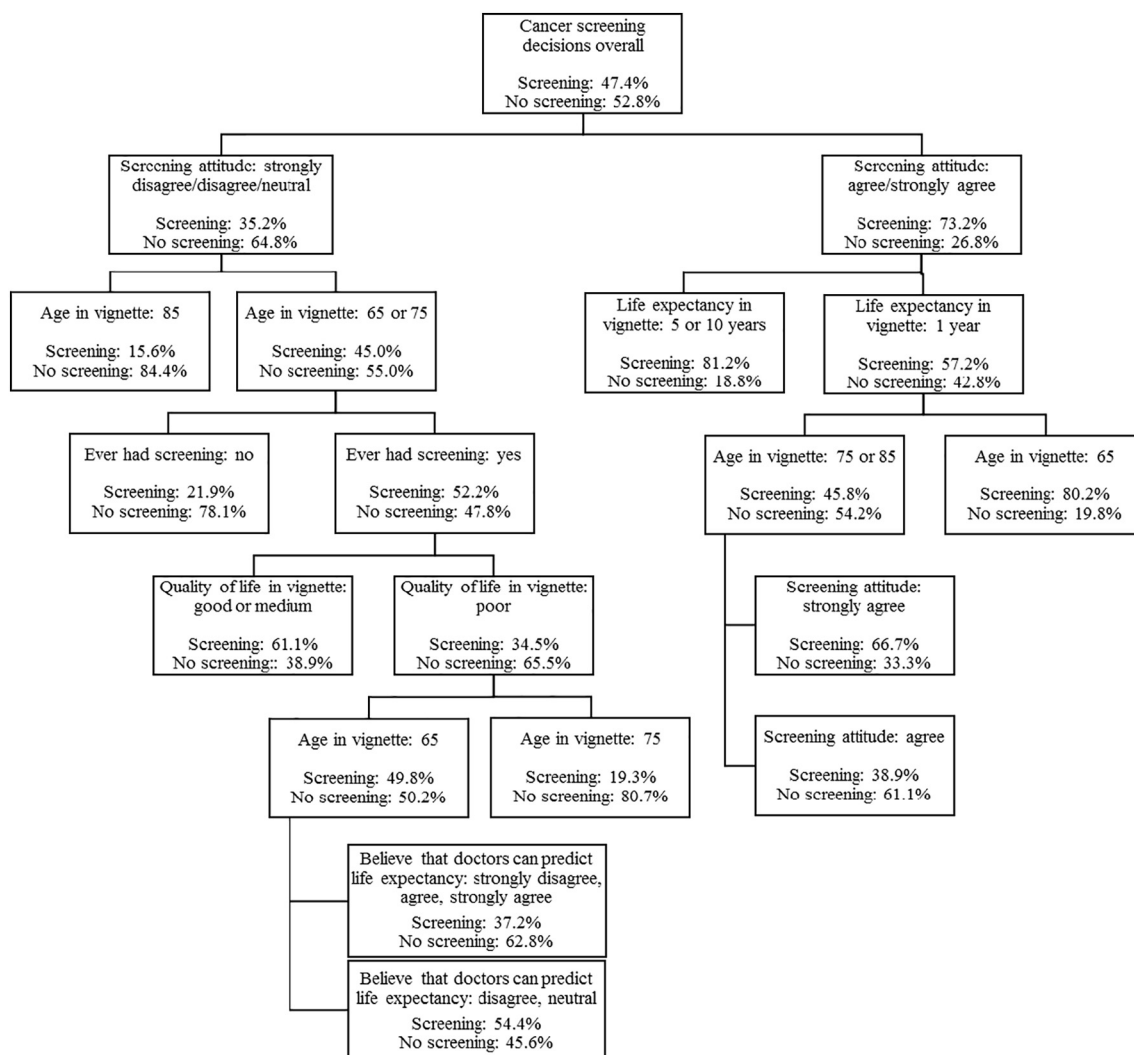 Cancer screening
decisions overall
Screening: 47.4%
No screening: 52.8%
Screening attitude: strongly
disagree/disagree/neutral
Screening: 35.2%
No screening: 64.8%
Screening attitude:
agree/strongly agree
Screening: 73.2%
No screening: 26.8%
Age in vignette: 85
Screening: 15.6%
No screening: 84.4%
Age in vignette: 65 or 75
Screening: 45.0%
No screening: 55.0%
Life expectancy in
vignette: 5 or 10 years
Screening: 81.2%
No screening: 18.8%
Life expectancy in
vignette: 1 year
Screening: 57.2%
No screening: 42.8%
Ever had screening: no
Screening: 21.9%
No screening: 78.1%
Ever had screening: yes
Screening: 52.2%
No screening: 47.8%
Age in vignette: 75 or 85
Screening: 45.8%
No screening: 54.2%
Age in vignette: 65
Screening: 80.2%
No screening: 19.8%
Quality of life in vignette:
good or medium
Screening: 61.1%
No screening:: 38.9%
Quality of life in vignette:
poor
Screening: 34.5%
No screening: 65.5%
Screening attitude:
strongly agree
Screening: 66.7%
No screening: 33.3%
Age in vignette: 65
Screening: 49.8%
No screening: 50.2%
Age in vignette: 75
Screening: 19.3%
No screening: 80.7%
Screening attitude: agree
Screening: 38.9%
No screening: 61.1%
Believe that doctors can predict
life expectancy: strongly disagree,
agree, strongly agree
Screening: 37.2%
No screening: 62.8%
Believe that doctors can predict
life expectancy: disagree, neutral
Screening: 54.4%
No screening: 45.6%